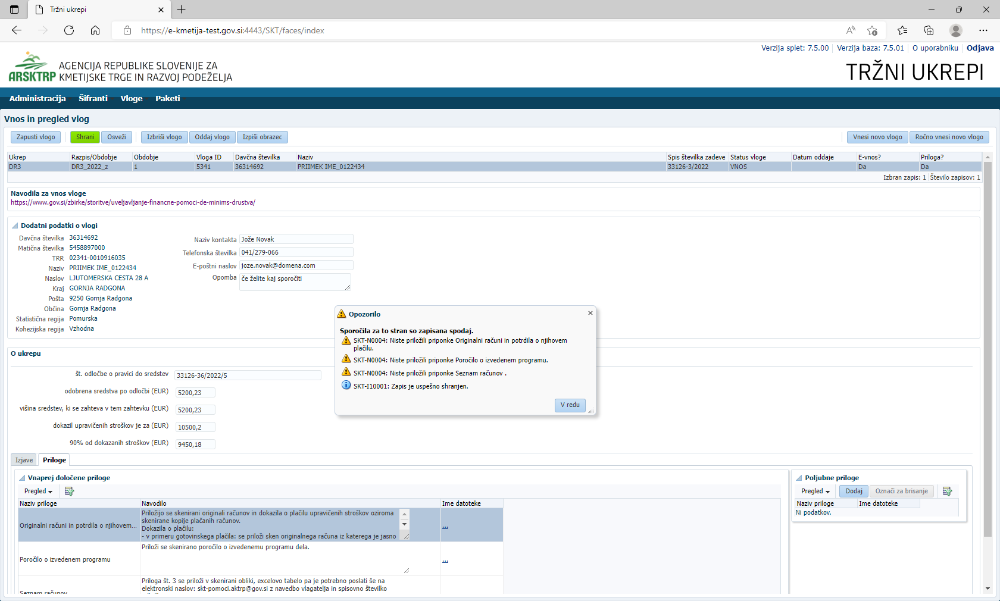 Tržni ukrepi
https://e-kmetija-test.gov.si:4443/SKT/faces/index
Verzija splet: 7.5.00 Verzija baza: 7.5.01 O uporabniku Odjava
ARSKTRP
AGENCIJA REPUBLIKE SLOVENIJE ZA
KMETIJSKE TRGE IN RAZVOJ PODEŽELJA
TRŽNI UKREPI
Administracija Šifranti Vloge Paketi
Vnos in pregled vlog
Zapusti vlogo Shrani Osveži Izbriši vlogo Oddaj vlogo Izpiši obrazec Vnesi novo vlogo Ročno vnesi novo vlogo
Ukrep Razpis/Obdobje Obdobje Vloga ID Davčna številka Naziv Spis številka zadeve Status vloge Datum oddaje E-vnos? Priloga?
DR3 DR3_2022_z 1 5341 36314692 PRIIMEK IME_0122434 33126-3/2022 VNOS Da Da
Izbran zapis: 1 Število zapisov: 1
Navodila za vnos vloge
https://www.gov.si/zbirke/storitve/uveljavljanje-financne-pomoci-de-minims-drustva/
Dodatni podatki o vlogi
Davčna številka 36314692
Matična številka 5458897000
TRR 02341-0010916035
Naziv PRIIMEK IME_0122434
Naslov LJUTOMERSKA CESTA 28 A
Kraj GORNJA RADGONA
Pošta 9250 Gornja Radgona
Občina Gornja Radgona
Statistična regija Pomurska
Kohezijska regija Vzhodna
Naziv kontakta Jože Novak
Telefonska številka 041/279-066
E-poštni naslov joze.novak@domena.com
Opomba če želite kaj sporočiti
Opozorilo
Sporočila za to stran so zapisana spodaj.
SKT-N0004: Niste priložili priponke Originalni računi in potrdila o njihovem
plačilu.
SKT-N0004: Niste priložili priponke Poročilo o izvedenem programu.
SKT-N0004: Niste priložili priponke Seznam računov .
SKT-I10001: Zapis je uspešno shranjen.
V redu
O ukrepu
št. odločbe o pravici do sredstev 33126-36/2022/5
odobrena sredstva po odločbi (EUR) 5200,23
višina sredstev, ki se zahteva v tem zahtevku (EUR) 5200,23
dokazil upravičenih stroškov je za (EUR) 10500,2
90% od dokazanih stroškov (EUR) 9450,18
Izjave Priloge
Vnaprej določene priloge
Pregled
Naziv priloge Navodilo Ime datoteke
Originalni računi in potrdila o njihovem...
Priložijo se skenirani originali računov in dokazila o plačilu upravičenih stroškov oziroma
skenirane kopije plačanih računov.
Dokazila o plačilu:
- v primeru gotovinskega plačila: se priloži sken originalnega računa iz katerega je jasno
...
Poročilo o izvedenem programu
Priloži se skenirano poročilo o izvedenemu programu dela.
...
Seznam računov
Priloga št. 3 se priloži v skenirani obliki, excelovo tabelo pa je potrebno poslati še na
elektronski naslov: skt-pomoci.aktrp@gov.si z navedbo vlagatelja in spisovno številko
Poljubne priloge
Pregled Dodaj Označi za brisanje
Naziv priloge Ime datoteke
Ni podatkov.